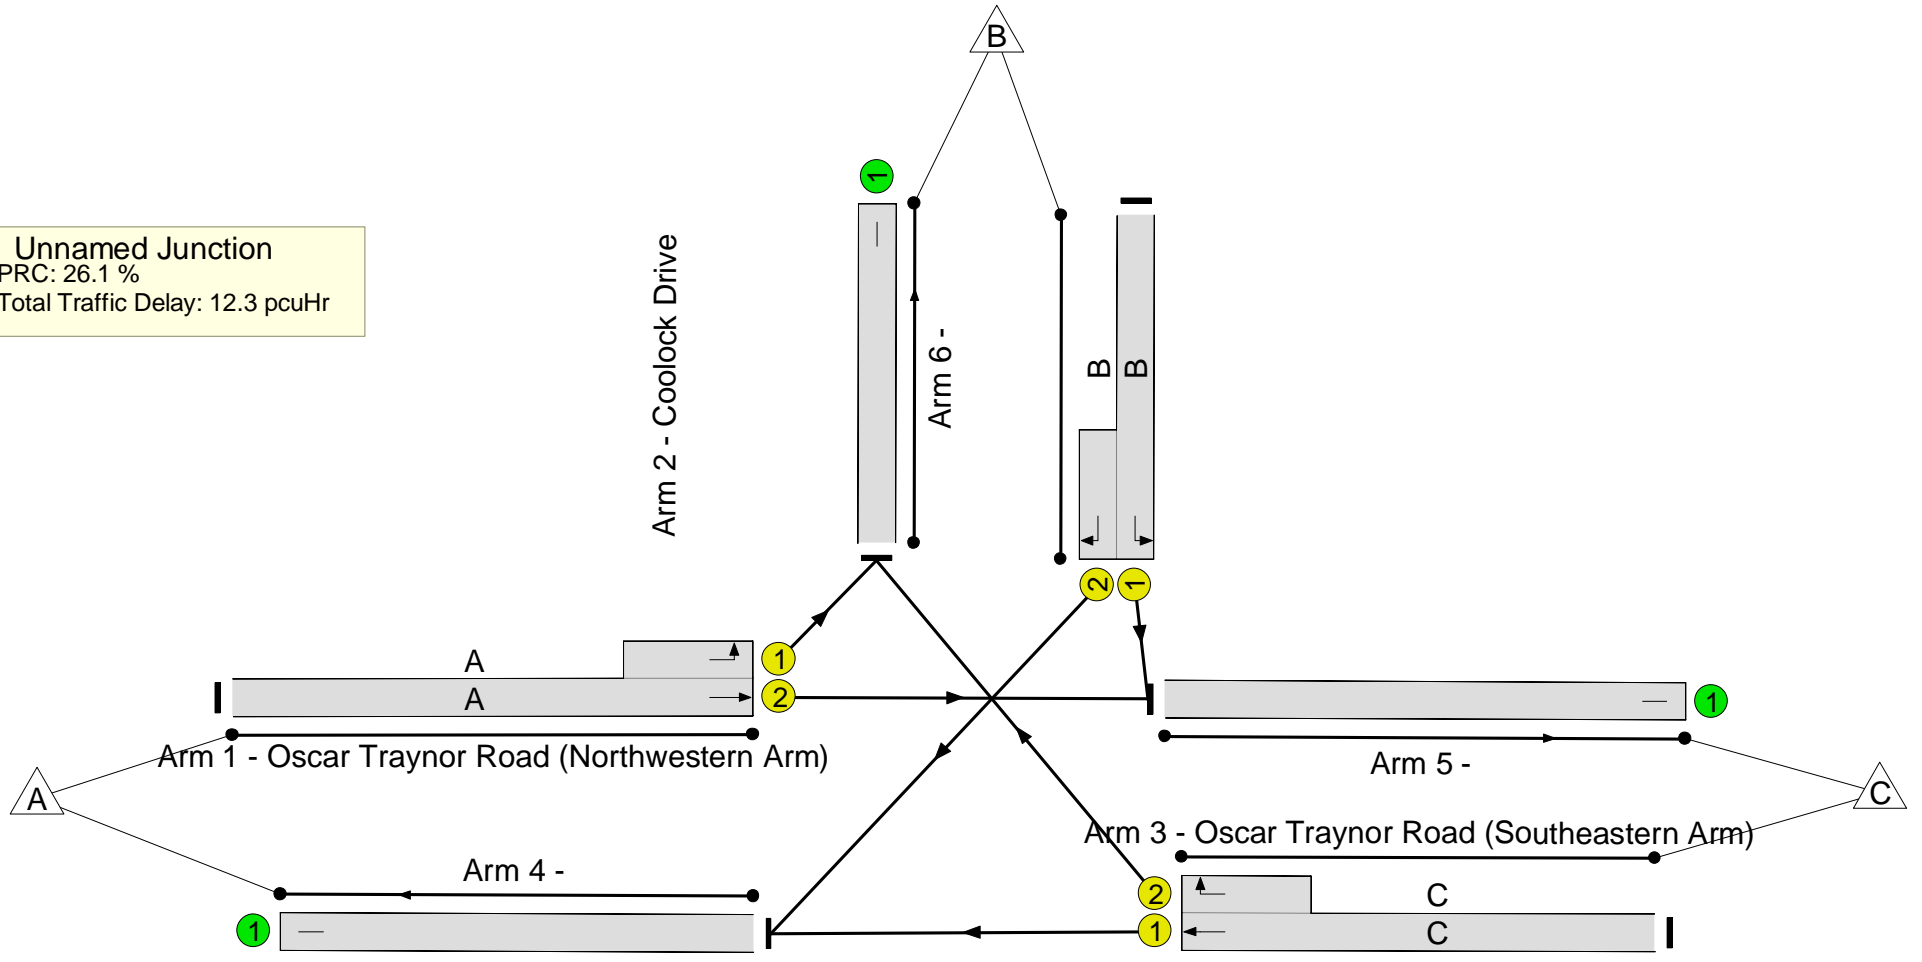 B
1
Unnamed Junction
PRC: 26.1 %
Total Traffic Delay: 12.3 pcuHr
Arm 2 - Coolock Drive
Arm 6 -
B
B
2
1
A
1
A
2
1
Arm 1 - Oscar Traynor Road (Northwestern Arm)
Arm 5 -
A
C
Arm 3 - Oscar Traynor Road (Southeastern Arm)
Arm 4 -
2
C
1
1
C